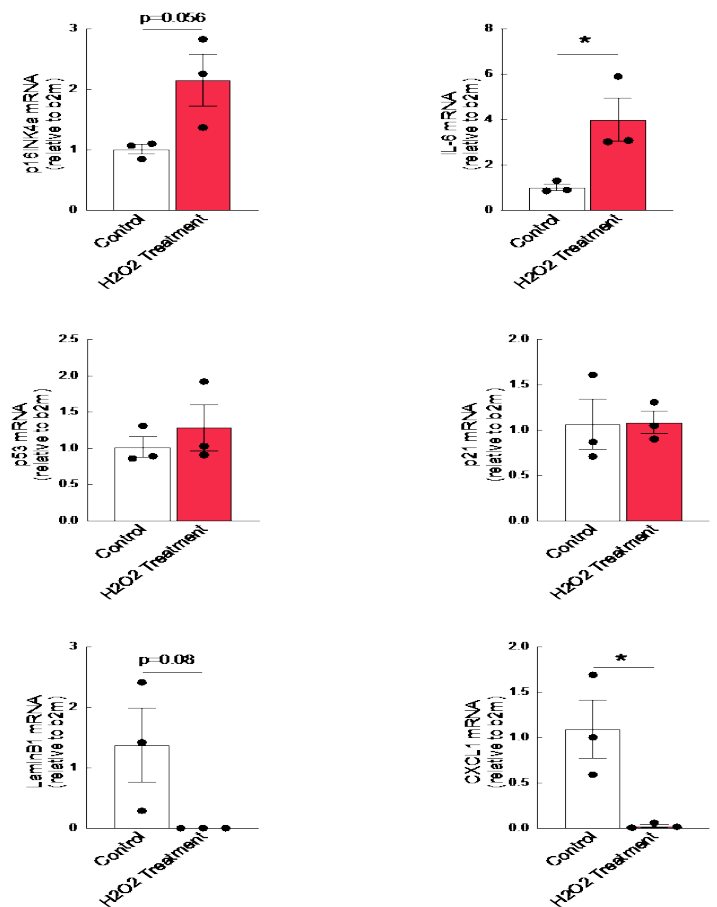 p=0.056
3
2
1
0
p16INK4a mRNA
(relative to b2m)
Control
H2O2 Treatment
*
8
6
4
2
0
IL-6 mRNA
(relative to b2m)
Control
H2O2 Treatment
2.5
2.0
1.5
1.0
0.5
0.0
p53 mRNA
(relative to b2m)
Control
H2O2 Treatment
2.0
1.5
1.0
0.5
0.0
p21 mRNA
(relative to b2m)
Control
H2O2 Treatment
p=0.08
3
2
1
0
LaminB1 mRNA
(relative to b2m)
Control
H2O2 Treatment
*
2.0
1.5
1.0
0.5
0.0
CXCL1 mRNA
(relative to b2m)
Control
H2O2 Treatment